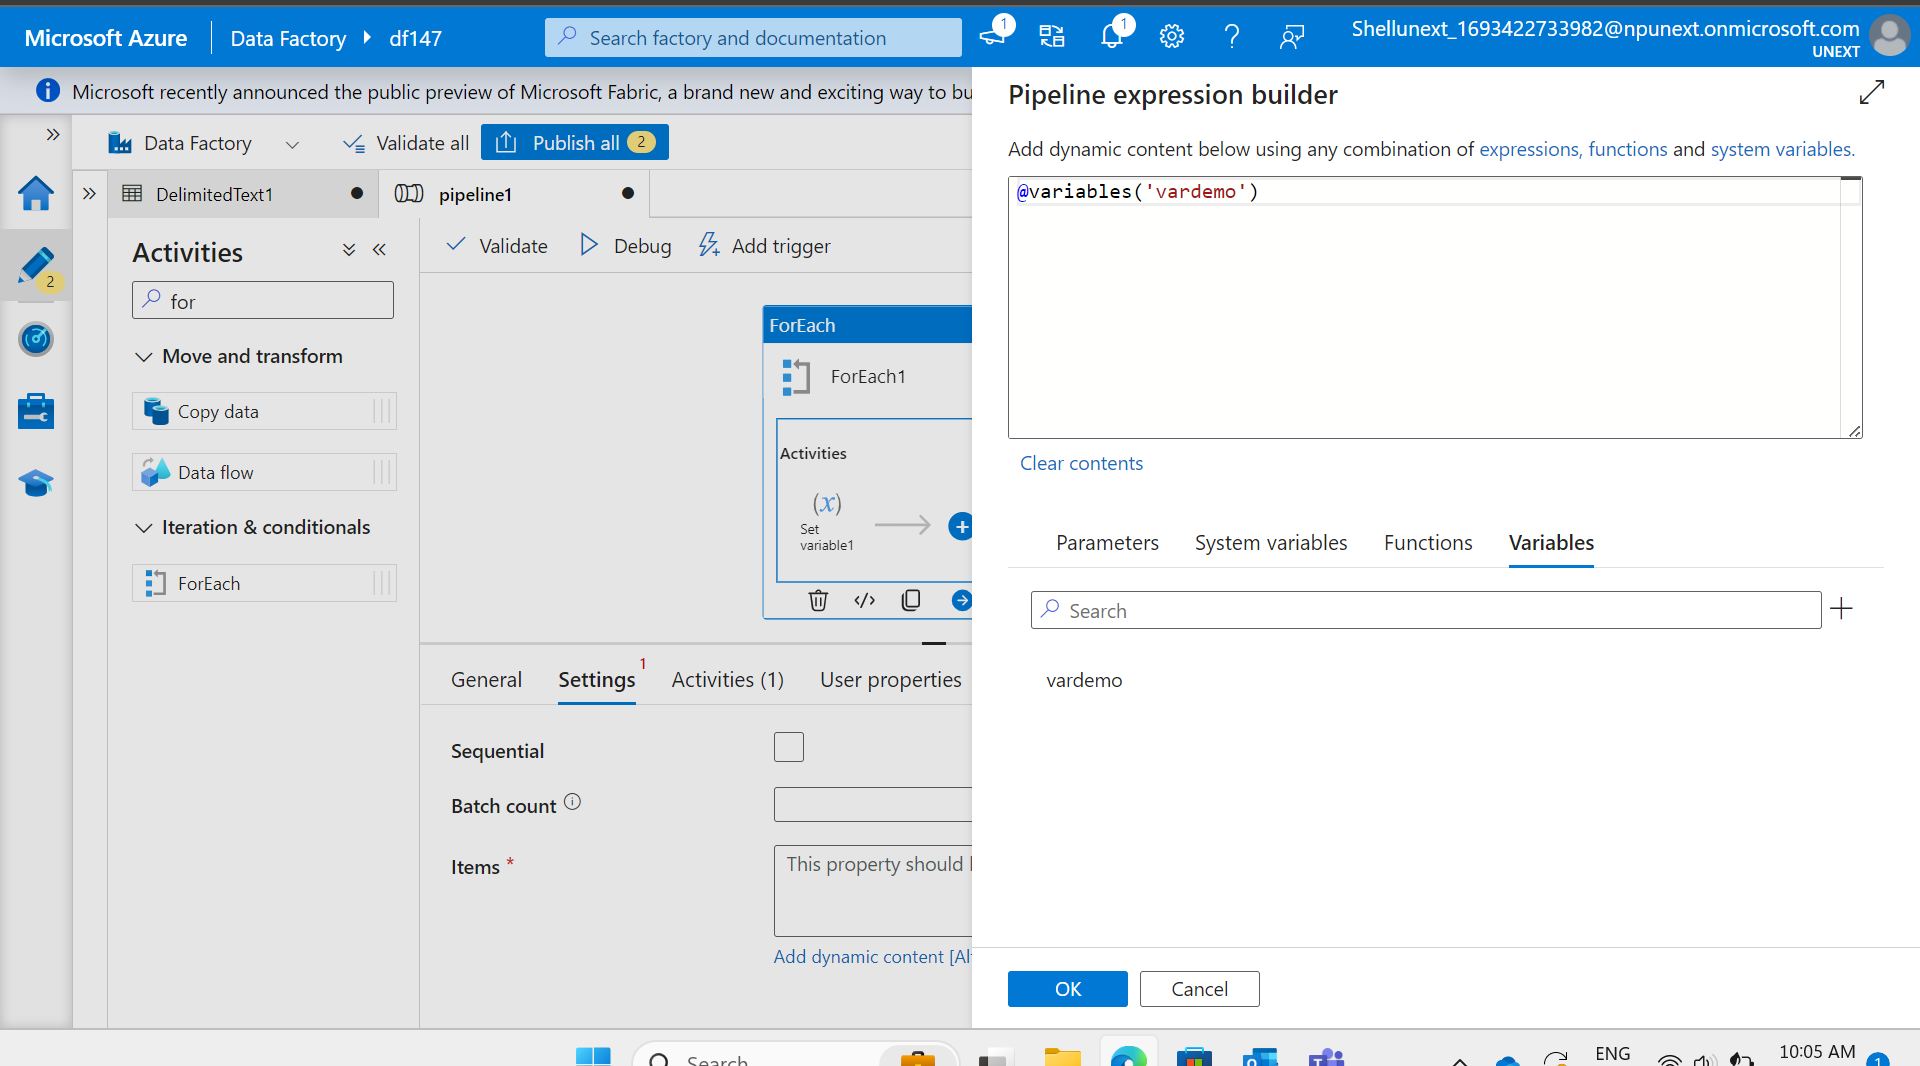 Microsoft Azure
Data Factory
df147
Search factory and documentation
1
1
Shellunext_1693422733982@npunext.onmicrosoft.com
UNEXT
Microsoft recently announced the public preview of Microsoft Fabric, a brand new and exciting way to bu
Data Factory
Validate all
Publish all
2
DelimitedText1
pipeline1
2
Activities
for
Move and transform
Copy data
Data flow
Iteration & conditionals
ForEach
Validate
Debug
Add trigger
ForEach
ForEach1
Activities
(x)
Set
variable1
General
Settings
1
Activities (1)
User properties
Sequential
Batch count
Items *
This property should
Add dynamic content [Al
Pipeline expression builder
Add dynamic content below using any combination of expressions, functions and system variables.
@variables('vardemo')
Clear contents
Parameters
System variables
Functions
Variables
Search
vardemo
OK
Cancel
Search
ENG
10:05 AM
1